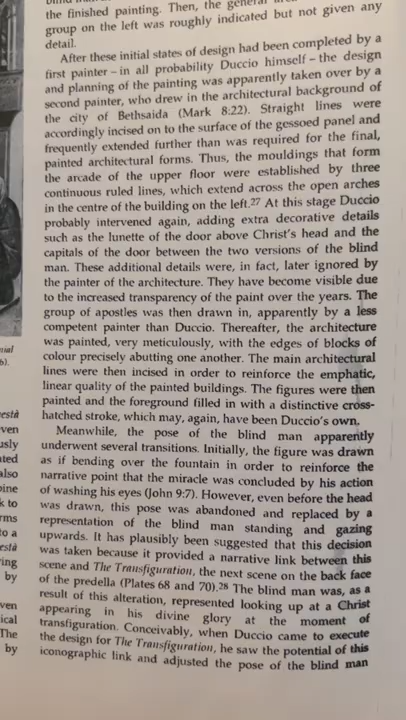 the finished painting. Then, the general
group on the left was roughly indicated but not given any
detail.
After these initial states of design had been completed by a
first painter – in all probability Duccio himself – the design
and planning of the painting was apparently taken over by a
second painter, who drew in the architectural background of
the city of Bethsaida (Mark 8:22). Straight lines were
accordingly incised on to the surface of the gessoed panel and
frequently extended further than was required for the final,
painted architectural forms. Thus, the mouldings that form
the arcade of the upper floor were established by three
continuous ruled lines, which extend across the open arches
in the centre of the building on the left.27 At this stage Duccio
probably intervened again, adding extra decorative details
such as the lunette of the door above Christ's head and the
capitals of the door between the two versions of the blind
man. These additional details were, in fact, later ignored by
the painter of the architecture. They have become visible due
to the increased transparency of the paint over the years. The
group of apostles was then drawn in, apparently by a less
competent painter than Duccio. Thereafter, the architecture
was painted, very meticulously, with the edges of blocks of
colour precisely abutting one another. The main architectural
lines were then incised in order to reinforce the emphatic,
linear quality of the painted buildings. The figures were then
painted and the foreground filled in with a distinctive cross-
hatched stroke, which may, again, have been Duccio's own.
Meanwhile, the pose of the blind man apparently
underwent several transitions. Initially, the figure was drawn
as if bending over the fountain in order to reinforce the
narrative point that the miracle was concluded by his action
of washing his eyes (John 9:7). However, even before the head
was drawn, this pose was abandoned and replaced by a
representation of the blind man standing and gazing
upwards. It has plausibly been suggested that this decision
was taken because it provided a narrative link between this
scene and The Transfiguration, the next scene on the back face
of the predella (Plates 68 and 70).28 The blind man was, as a
result of this alteration, represented looking up at a Christ
appearing in his divine glory at the moment of
transfiguration. Conceivably, when Duccio came to execute
the design for The Transfiguration, he saw the potential of this
iconographic link and adjusted the pose of the blind man